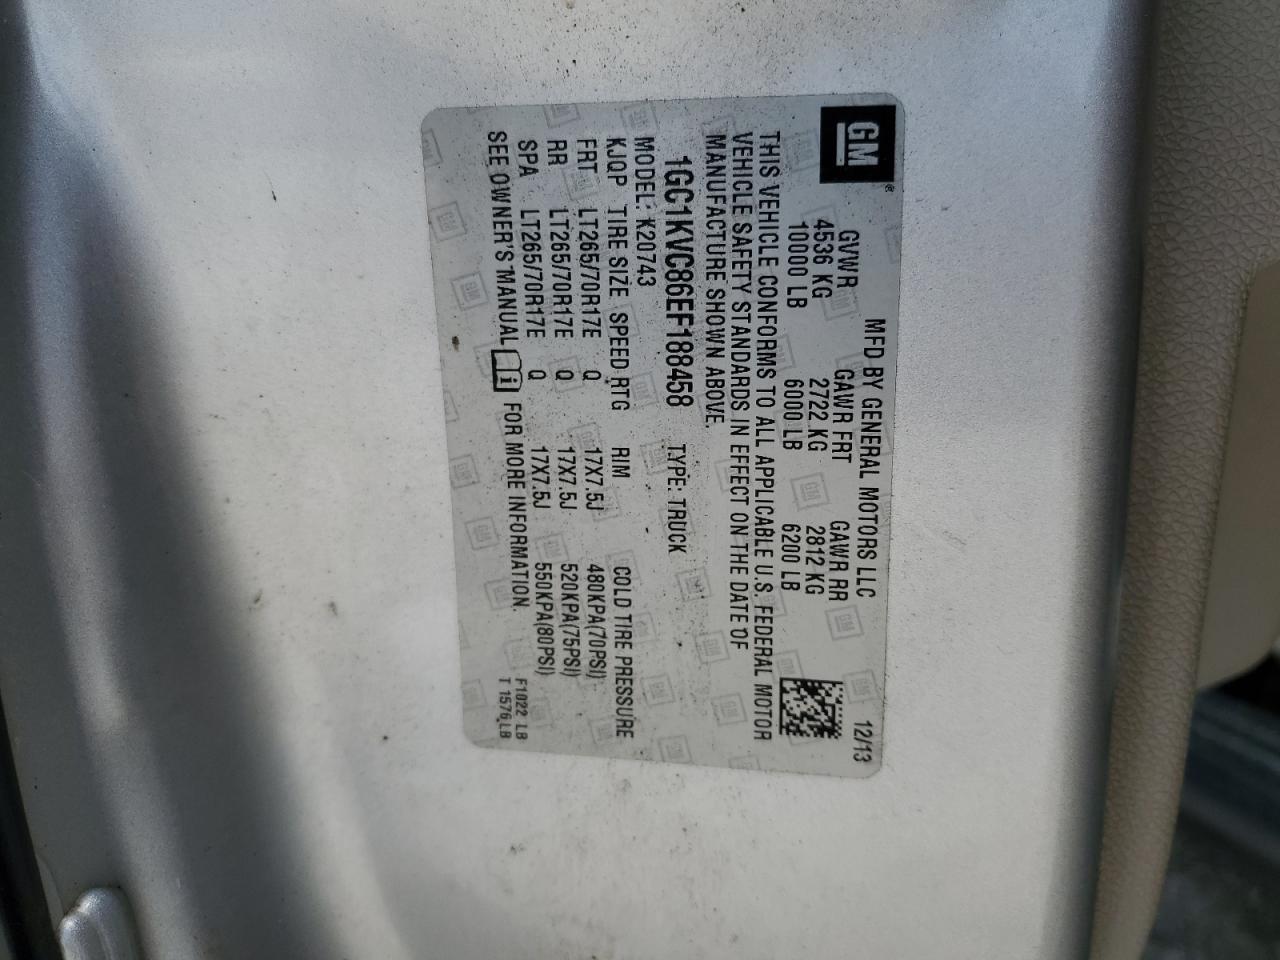 GM®
MFD BY GENERAL MOTORS LLC 12/13
GVWR GAWR FRT GAWR RR
4536 KG 2722 KG 2812 KG
10000 LB 6000 LB 6200 LB
THIS VEHICLE CONFORMS TO ALL APPLICABLE U.S. FEDERAL MOTOR
VEHICLE SAFETY STANDARDS IN EFFECT ON THE DATE OF
MANUFACTURE SHOWN ABOVE.
1GC1KVC86EF188458 TYPE: TRUCK
MODEL: K20743
KJQP TIRE SIZE SPEED RTG RIM COLD TIRE PRESSURE
FRT LT265/70R17E Q 17X7.5J 480KPA(70PSI)
RR LT265/70R17E Q 17X7.5J 520KPA(75PSI)
SPA LT265/70R17E Q 17X7.5J 550KPA(80PSI)
SEE OWNER'S MANUAL i FOR MORE INFORMATION.
F1022 LB
T 1576LB